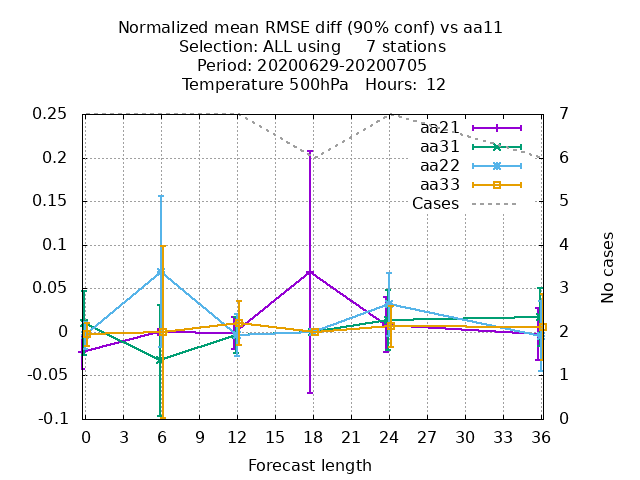 Normalized mean RMSE diff (90% conf) vs aa11
Selection: ALL using     7 stations
Period: 20200629-20200705
Temperature 500hPa   Hours:  12
0.25
0.2
0.15
0.1
0.05
0
-0.05
-0.1
7
6
5
4
3
2
1
0
No cases
aa21
aa31
aa22
aa33
Cases
0 3 6 9 12 15 18 21 24 27 30 33 36
Forecast length